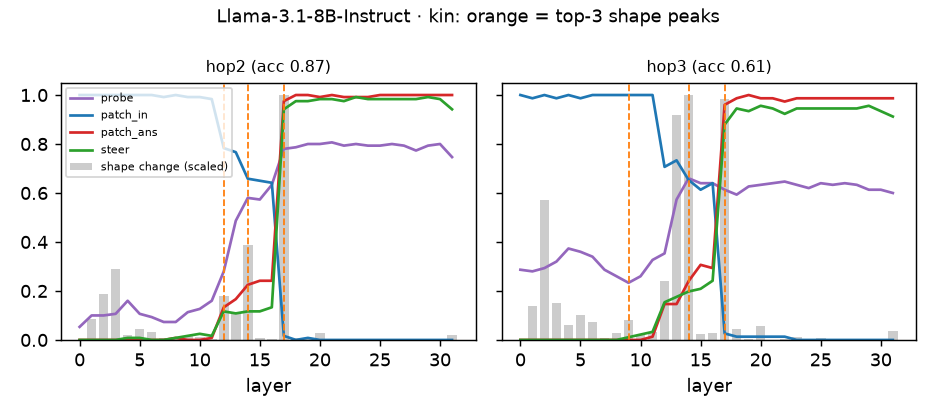 Llama-3.1-8B-Instruct · kin: orange = top-3 shape peaks
hop2 (acc 0.87)
hop3 (acc 0.61)
1.0
0.8
0.6
0.4
0.2
0.0
probe
patch_in
patch_ans
steer
shape change (scaled)
0 5 10 15 20 25 30
0 5 10 15 20 25 30
layer
layer